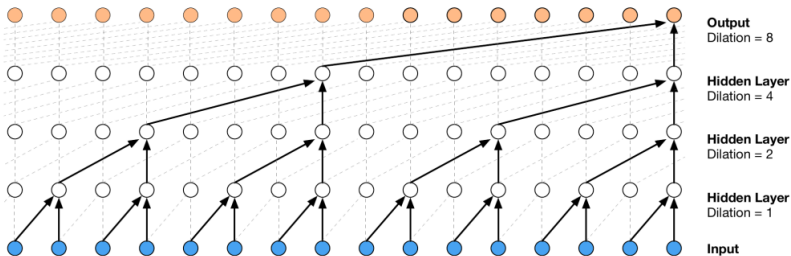 Output
Dilation = 8
Hidden Layer
Dilation = 4
Hidden Layer
Dilation = 2
Hidden Layer
Dilation = 1
Input